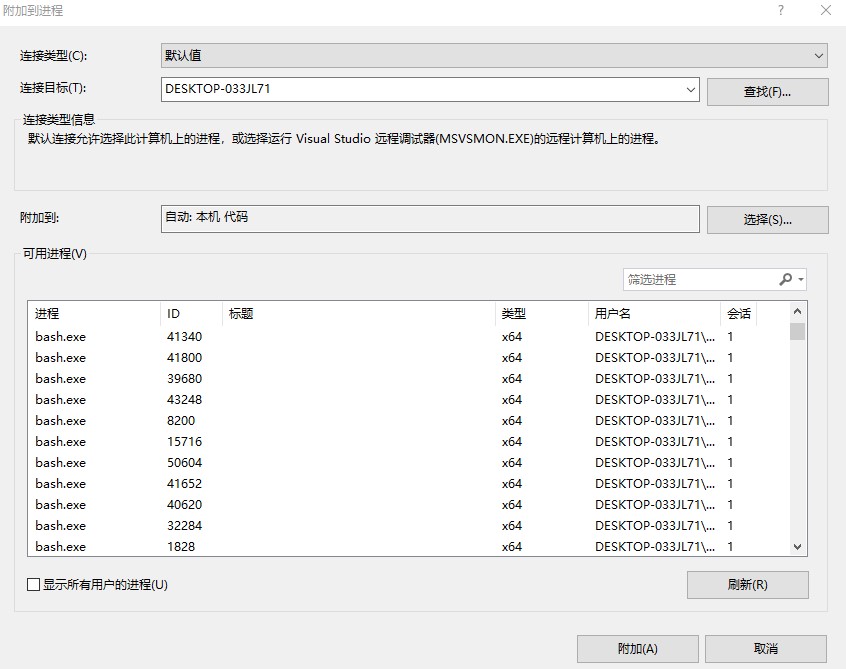 附加到进程
连接类型(C): 默认值
连接目标(T): DESKTOP-033JL71 查找(F)...
连接类型信息
默认连接允许选择此计算机上的进程，或选择运行 Visual Studio 远程调试器(MSVSMON.EXE)的远程计算机上的进程。
附加到: 自动: 本机 代码 选择(S)...
可用进程(V)
筛选进程
进程 ID 标题 类型 用户名 会话
bash.exe 41340 x64 DESKTOP-033JL71\... 1
bash.exe 41800 x64 DESKTOP-033JL71\... 1
bash.exe 39680 x64 DESKTOP-033JL71\... 1
bash.exe 43248 x64 DESKTOP-033JL71\... 1
bash.exe 8200 x64 DESKTOP-033JL71\... 1
bash.exe 15716 x64 DESKTOP-033JL71\... 1
bash.exe 50604 x64 DESKTOP-033JL71\... 1
bash.exe 41652 x64 DESKTOP-033JL71\... 1
bash.exe 40620 x64 DESKTOP-033JL71\... 1
bash.exe 32284 x64 DESKTOP-033JL71\... 1
bash.exe 1828 x64 DESKTOP-033JL71\... 1
显示所有用户的进程(U) 刷新(R)
附加(A) 取消